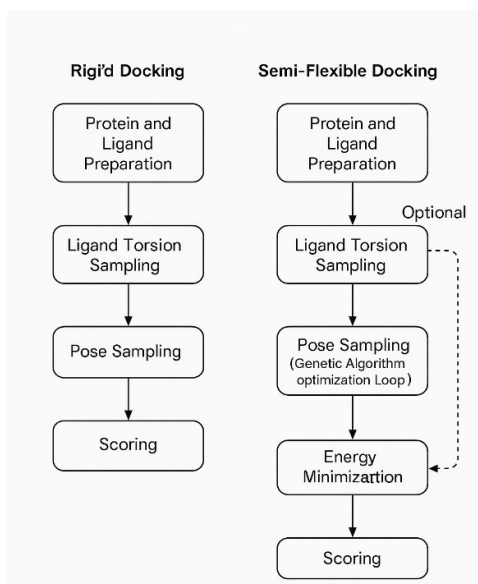 Rigi'd Docking
Protein and
Ligand
Preparation
Ligand Torsion
Sampling
Pose Sampling
Scoring
Semi-Flexible Docking
Protein and
Ligand
Preparation
Optional
Ligand Torsion
Sampling
Pose Sampling
(Genetic Algorithm
optimization Loop)
Energy
Minimizartion
Scoring